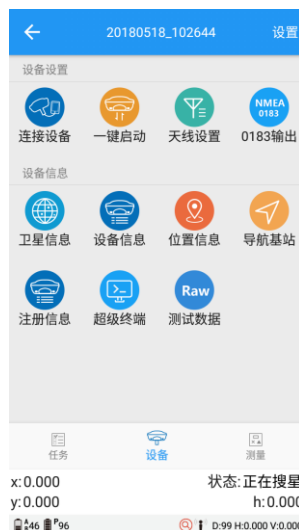 20180518_102644 设置
设备设置
连接设备 一键启动 天线设置 NMEA 0183 0183输出
设备信息
卫星信息 设备信息 位置信息 导航基站
注册信息 超级终端 Raw 测试数据
任务 设备 测量
x:0.000 状态:正在搜星
y:0.000 h:0.000
46 P96 D:99 H:0.000 V:0.000